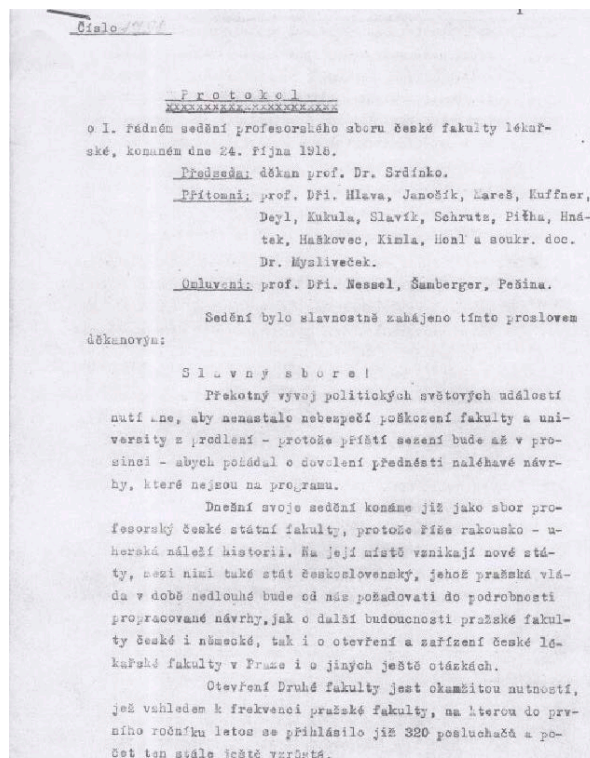 Číslo
P r o t o k o l
xxxxxxxxxxxxxxxxxxxxx
o I. řádném sedění profesorského sboru české fakulty lékař-
ské, konaném dne 24. října 1918.
Předseda: děkan prof. Dr. Srdínko.
Přítomni: prof. Dři. Hlava, Janošík, Mareš, Kuffner,
Deyl, Kukula, Slavík, Schrutz, Piťha, Hná-
tek, Haškovec, Kimla, Honl a soukr. doc.
Dr. Mysliveček.
Omluveni: prof. Dři. Nessel, Šamberger, Pešina.
Sedění bylo slavnostně zahájeno tímto proslovem
děkanovým:
S l a v n ý  s b o r e !
Překotný vývoj politických světových událostí
nutí mne, aby nenastalo nebezpečí poškození fakulty a uni-
versity z prodlení - protože příští sezení bude až v pro-
sinci - abych požádal o dovolení přednésti naléhavé návr-
hy, které nejsou na programu.
Dnešní svoje sedění konáme již jako sbor pro-
fesorský české státní fakulty, protože říše rakousko - u-
herská náleží historii. Na její místo vznikají nové stá-
ty, mezi nimi také stát československý, jehož pražská vlá-
da v době nedlouhé bude od nás požadovati do podrobností
propracované návrhy, jak o další budoucnosti pražské fakul-
ty české i německé, tak i o otevření a zařízení české lé-
kařské fakulty v Praze i o jiných ještě otázkách.
Otevření Druhé fakulty jest okamžitou nutností,
jež vzhledem k frekvenci pražské fakulty, na kterou do prv-
ního ročníku letos se přihlásilo již 320 posluchačů a po-
čet ten stále ještě vzrůstá.